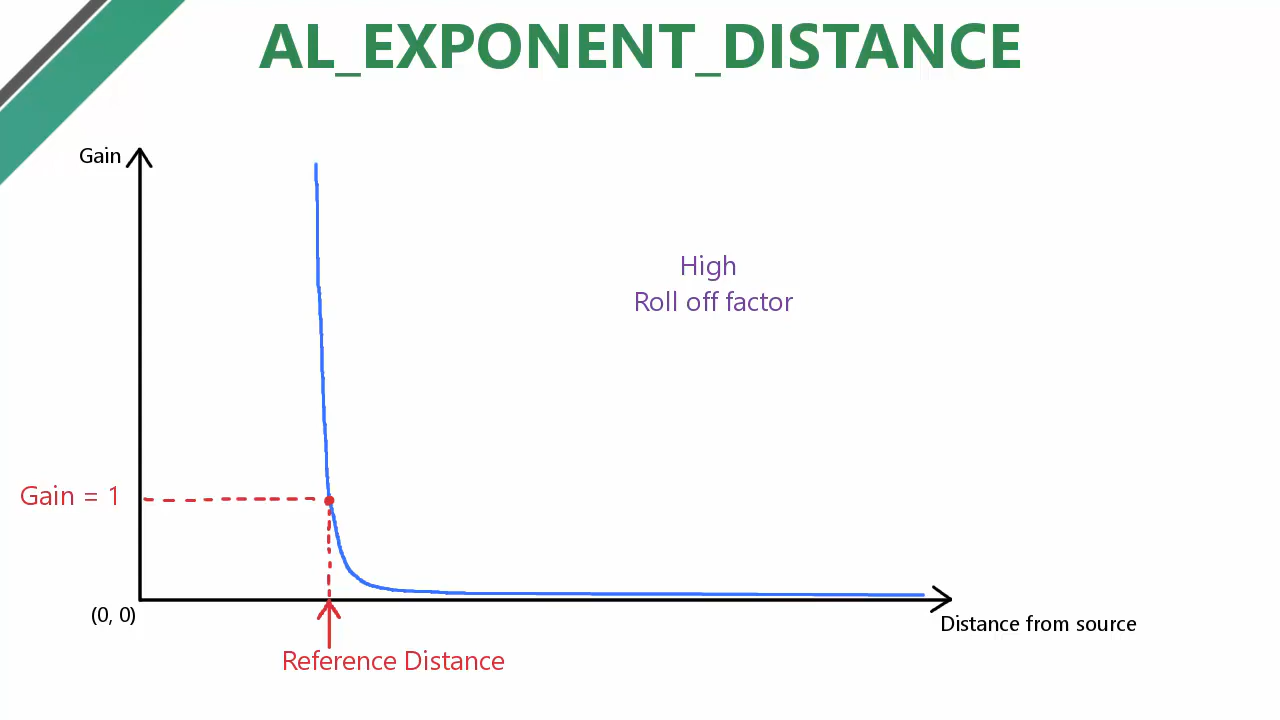 AL_EXPONENT_DISTANCE
Gain
High
Roll off factor
Gain = 1
(0, 0)
Distance from source
Reference Distance